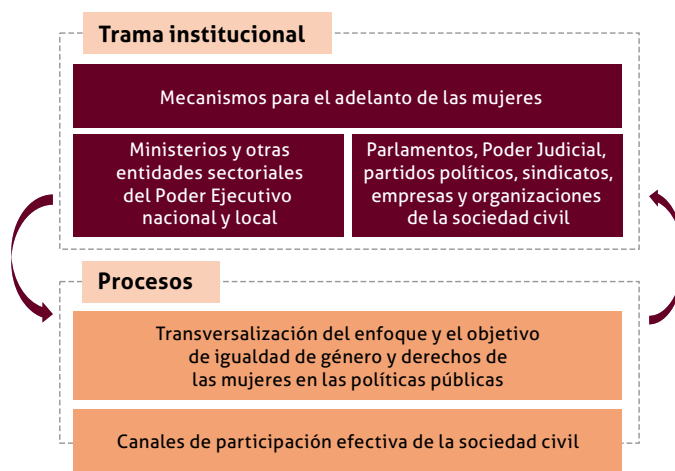 Trama institucional
Mecanismos para el adelanto de las mujeres
Ministerios y otras
entidades sectoriales
del Poder Ejecutivo
nacional y local
Parlamentos, Poder Judicial,
partidos políticos, sindicatos,
empresas y organizaciones
de la sociedad civil
Procesos
Transversalización del enfoque y el objetivo
de igualdad de género y derechos de
las mujeres en las políticas públicas
Canales de participación efectiva de la sociedad civil